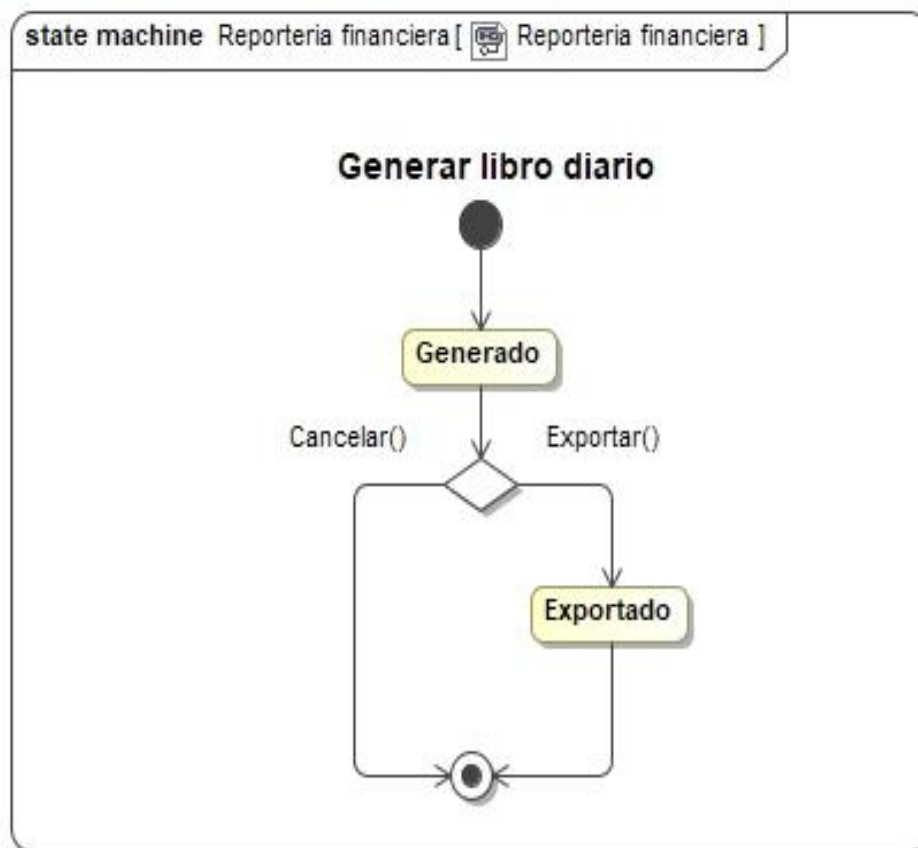 state machine Reporteria financiera [ Reporteria financiera ]
Generar libro diario
Generado
Cancelar() Exportar()
Exportado